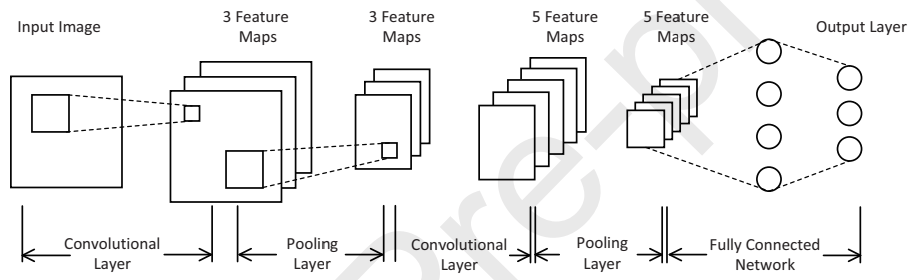 Input Image
3 Feature
Maps
3 Feature
Maps
5 Feature
Maps
5 Feature
Maps
Output Layer
Convolutional
Layer
Pooling
Layer
Convolutional
Layer
Pooling
Layer
Fully Connected
Network
Pre-p